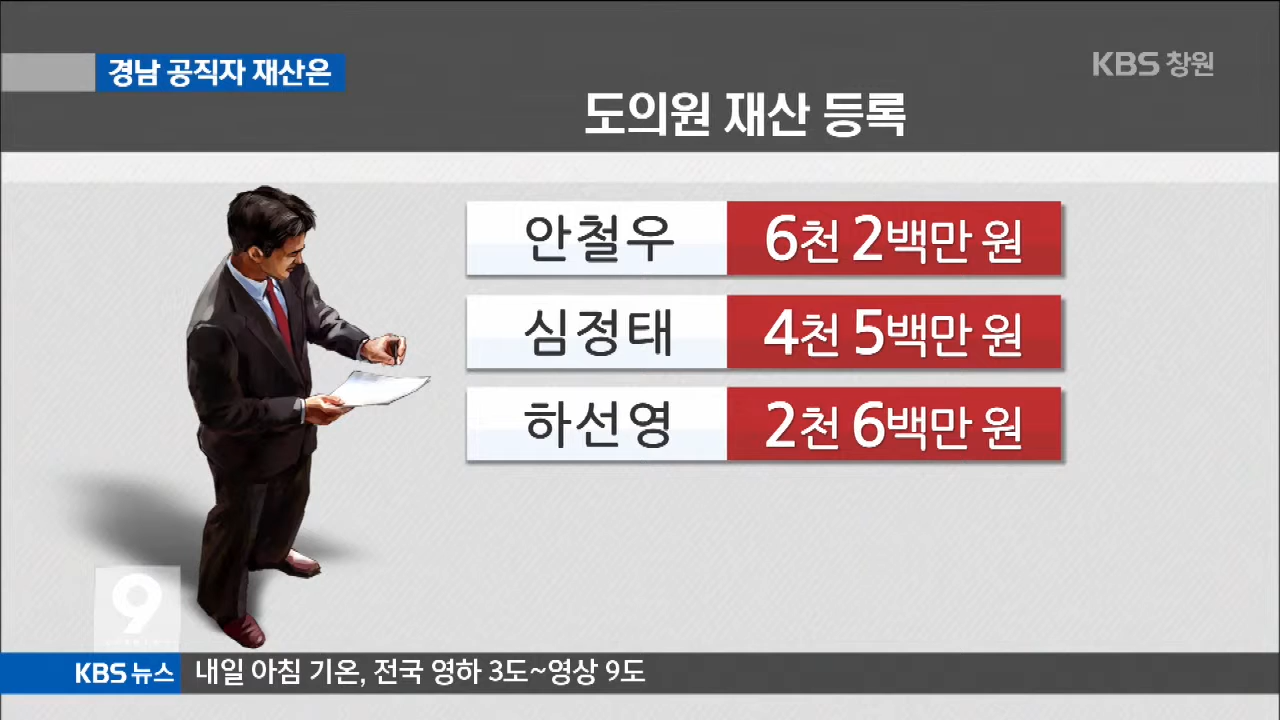 경남 공직자 재산은
KBS 창원
도의원 재산 등록
안철우 6천 2백만 원
심정태 4천 5백만 원
하선영 2천 6백만 원
9
KBS 뉴스 내일 아침 기온, 전국 영하 3도~영상 9도